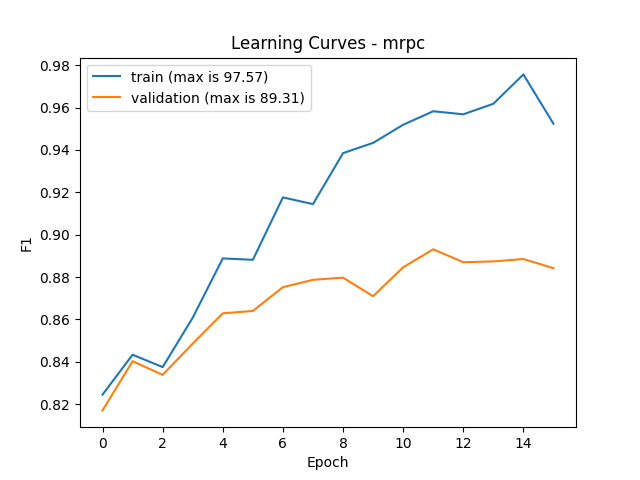 Learning Curves - mrpc
train (max is 97.57)
validation (max is 89.31)
F1
0.98
0.96
0.94
0.92
0.90
0.88
0.86
0.84
0.82
0 2 4 6 8 10 12 14
Epoch